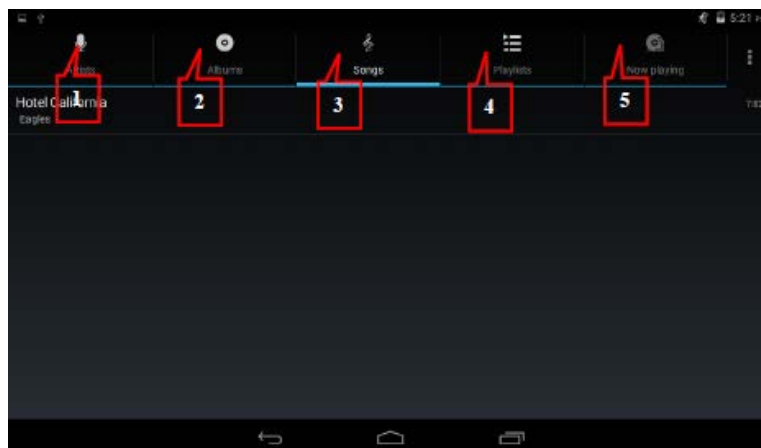 5:21
Artists Albums Songs Playlists Now playing
1 2 3 4 5
Hotel California
Eagles